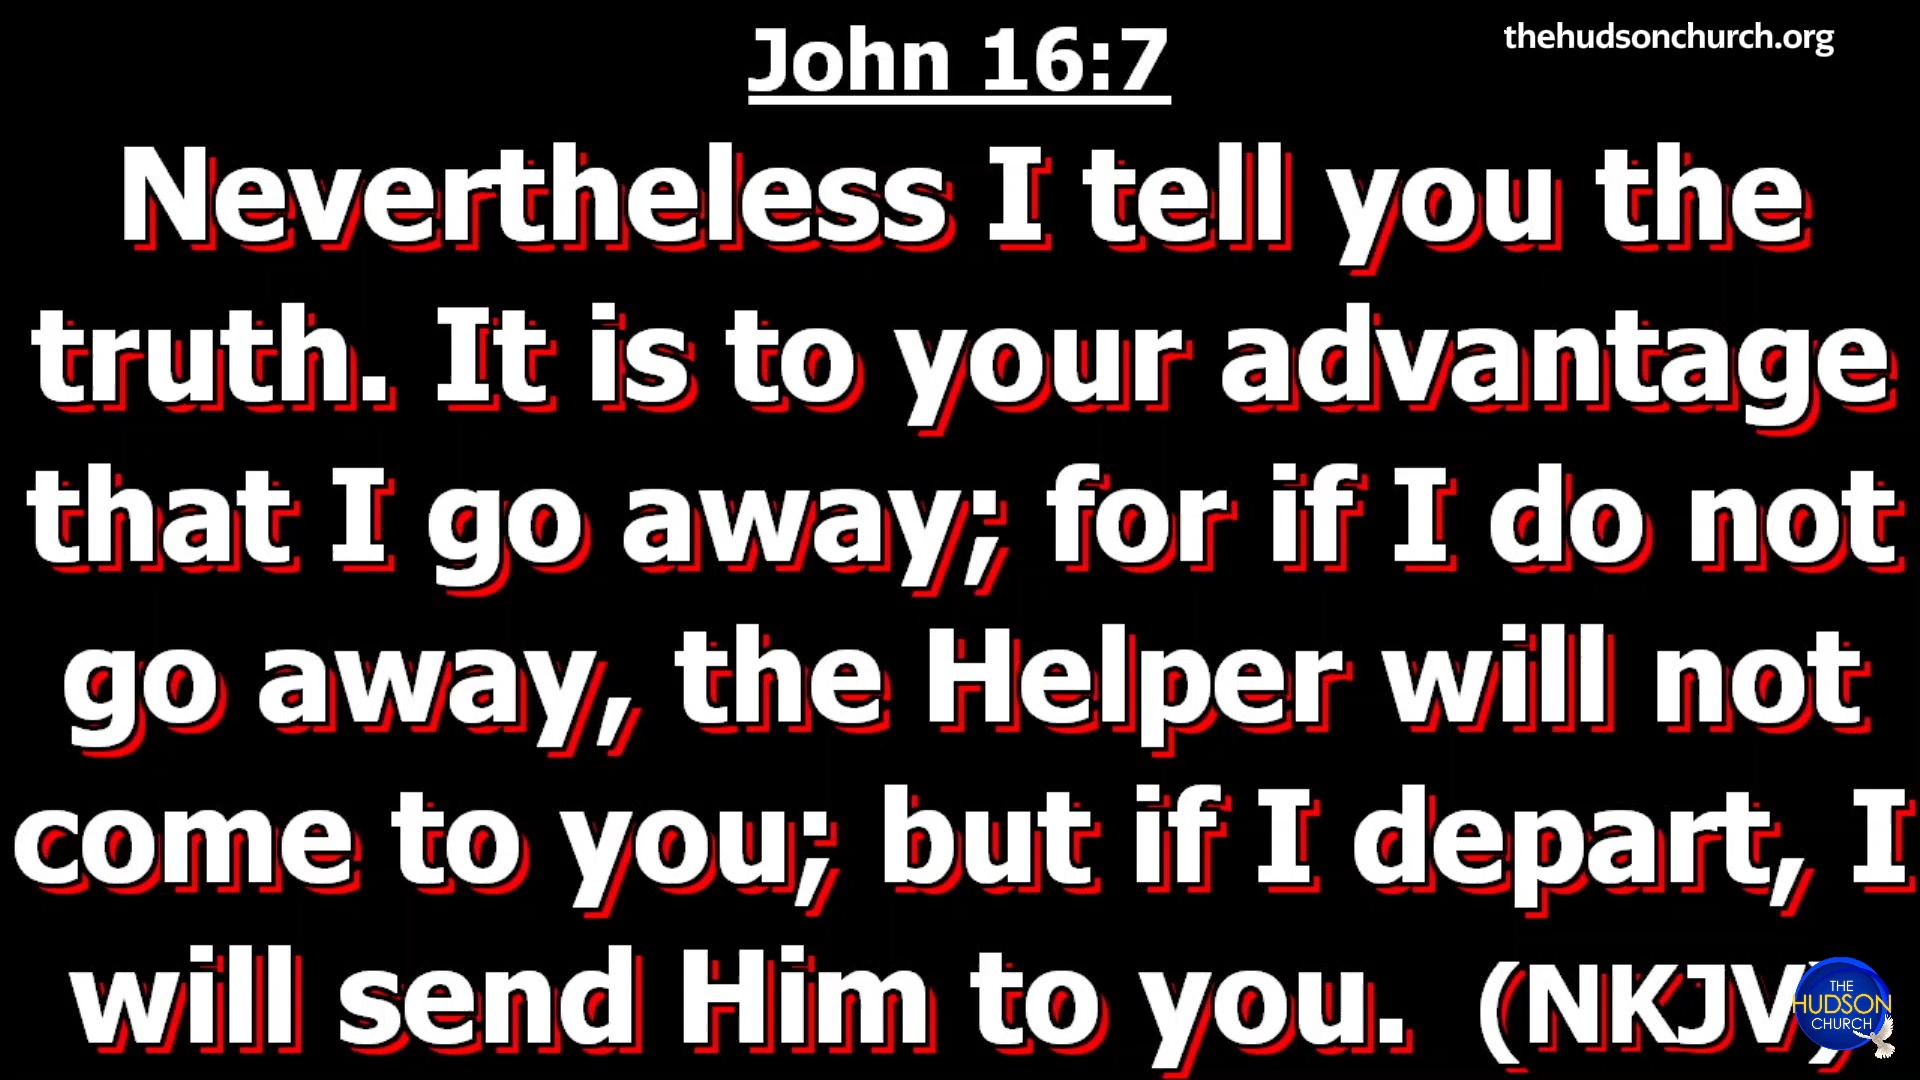 John 16:7
thehudsonchurch.org
Nevertheless I tell you the
truth. It is to your advantage
that I go away; for if I do not
go away, the Helper will not
come to you; but if I depart, I
will send Him to you. (NKJV)
THE
HUDSON
CHURCH